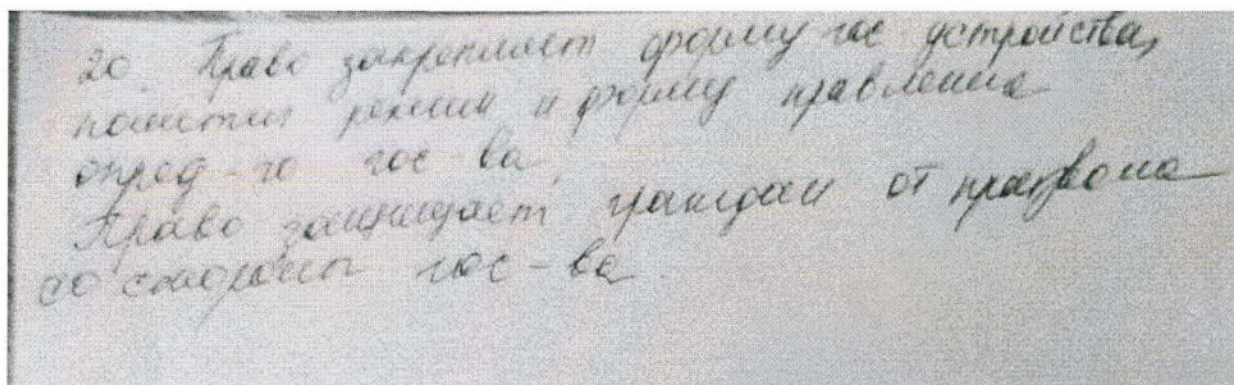 20 Право закрепляет форму гос устройства,
политич режим и форму правления
опред-го гос-ва
Право защищает граждан от произвола
со стороны гос-ва.